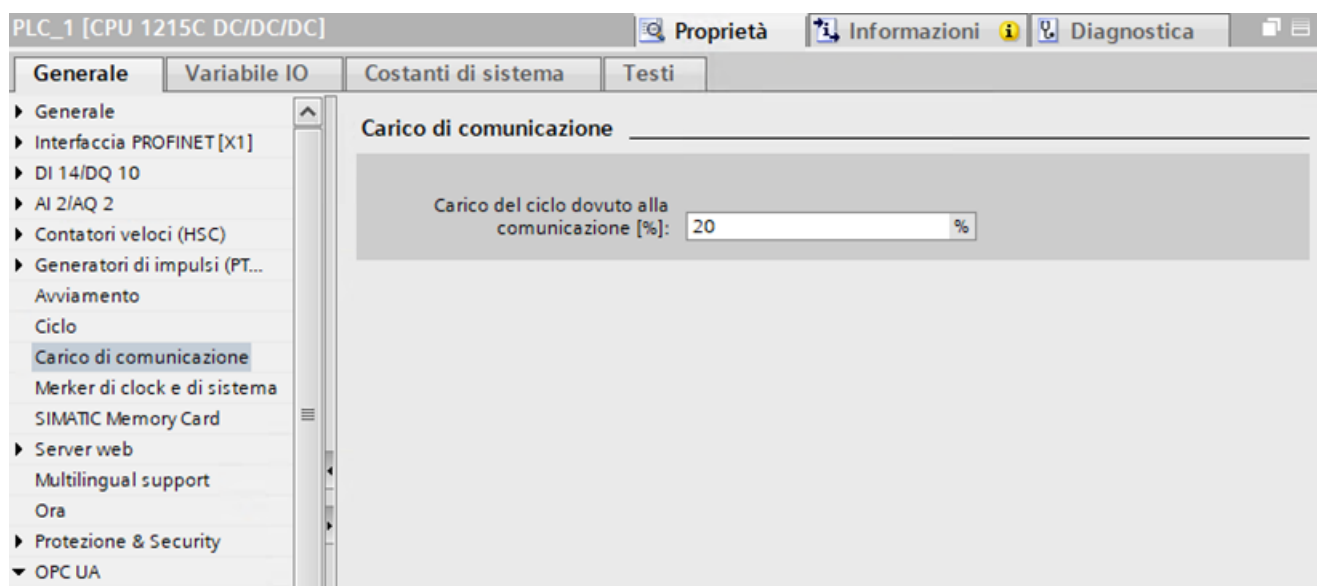 PLC_1 [CPU 1215C DC/DC/DC]
Proprietà
Informazioni
Diagnostica
Generale
Variabile IO
Costanti di sistema
Testi
Generale
Interfaccia PROFINET [X1]
DI 14/DQ 10
AI 2/AQ 2
Contatori veloci (HSC)
Generatori di impulsi (PT...
Avviamento
Ciclo
Carico di comunicazione
Merker di clock e di sistema
SIMATIC Memory Card
Server web
Multilingual support
Ora
Protezione & Security
OPC UA
Carico di comunicazione
Carico del ciclo dovuto alla
comunicazione [%]: 20 %